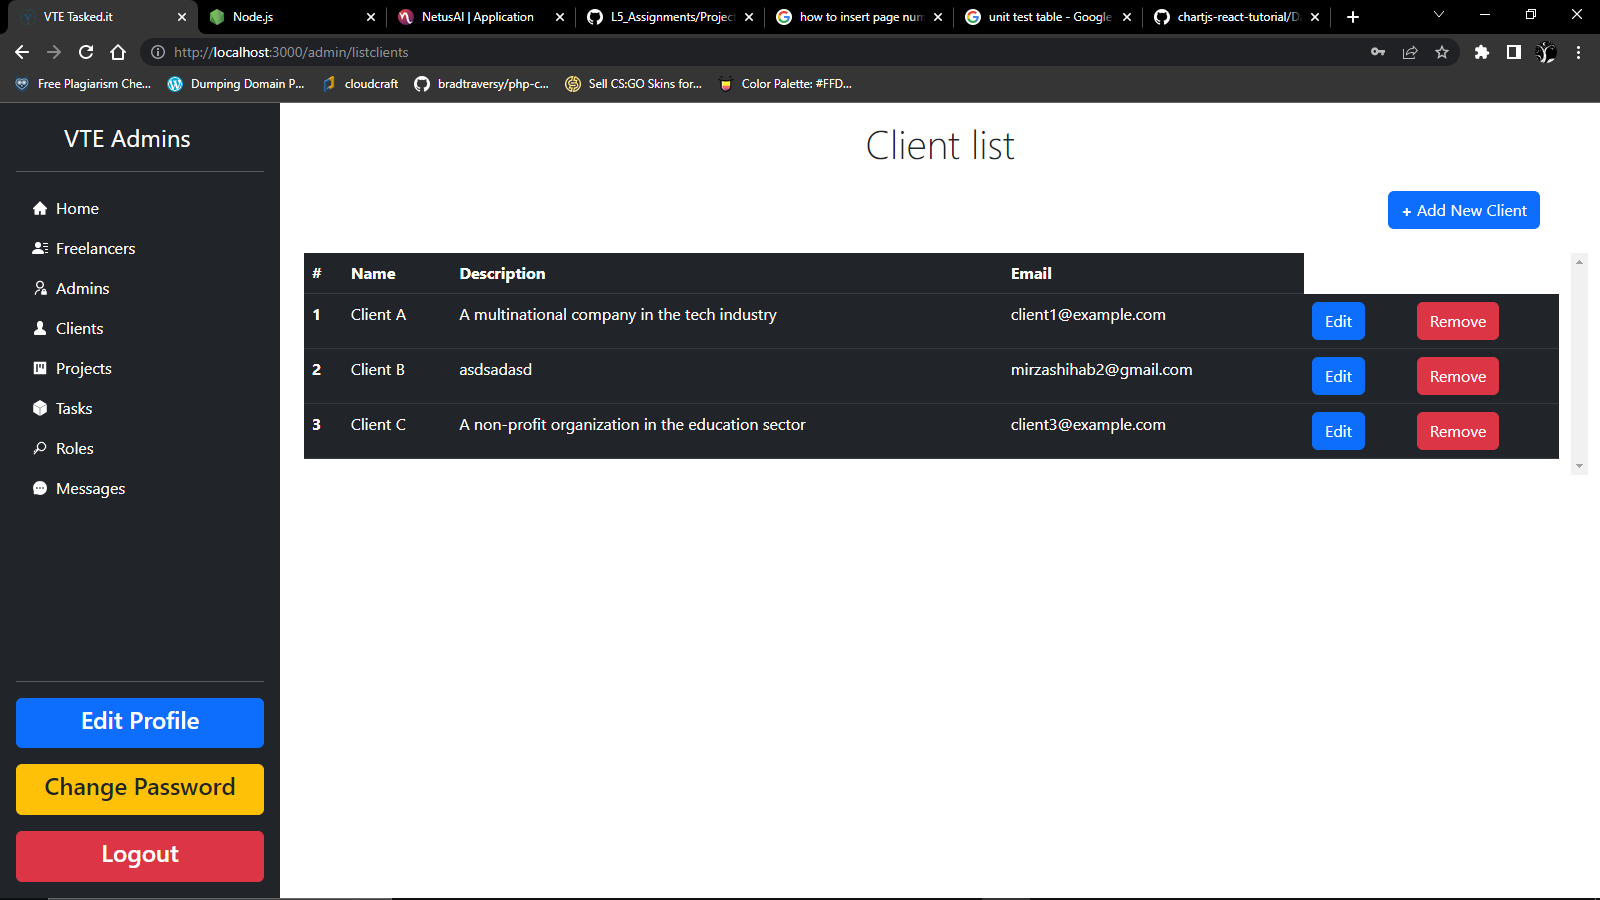 VTE Tasked.it
Node.js
NetusAI | Application
L5_Assignments/Project
how to insert page num
unit test table - Google
chartjs-react-tutorial/D
http://localhost:3000/admin/listclients
Free Plagiarism Che...
Dumping Domain P...
cloudcraft
bradtraversy/php-c...
Sell CS:GO Skins for...
Color Palette: #FFD...
VTE Admins
Home
Freelancers
Admins
Clients
Projects
Tasks
Roles
Messages
Edit Profile
Change Password
Logout
Client list
+ Add New Client
# Name Description Email
1 Client A A multinational company in the tech industry client1@example.com Edit Remove
2 Client B asdsadasd mirzashihab2@gmail.com Edit Remove
3 Client C A non-profit organization in the education sector client3@example.com Edit Remove